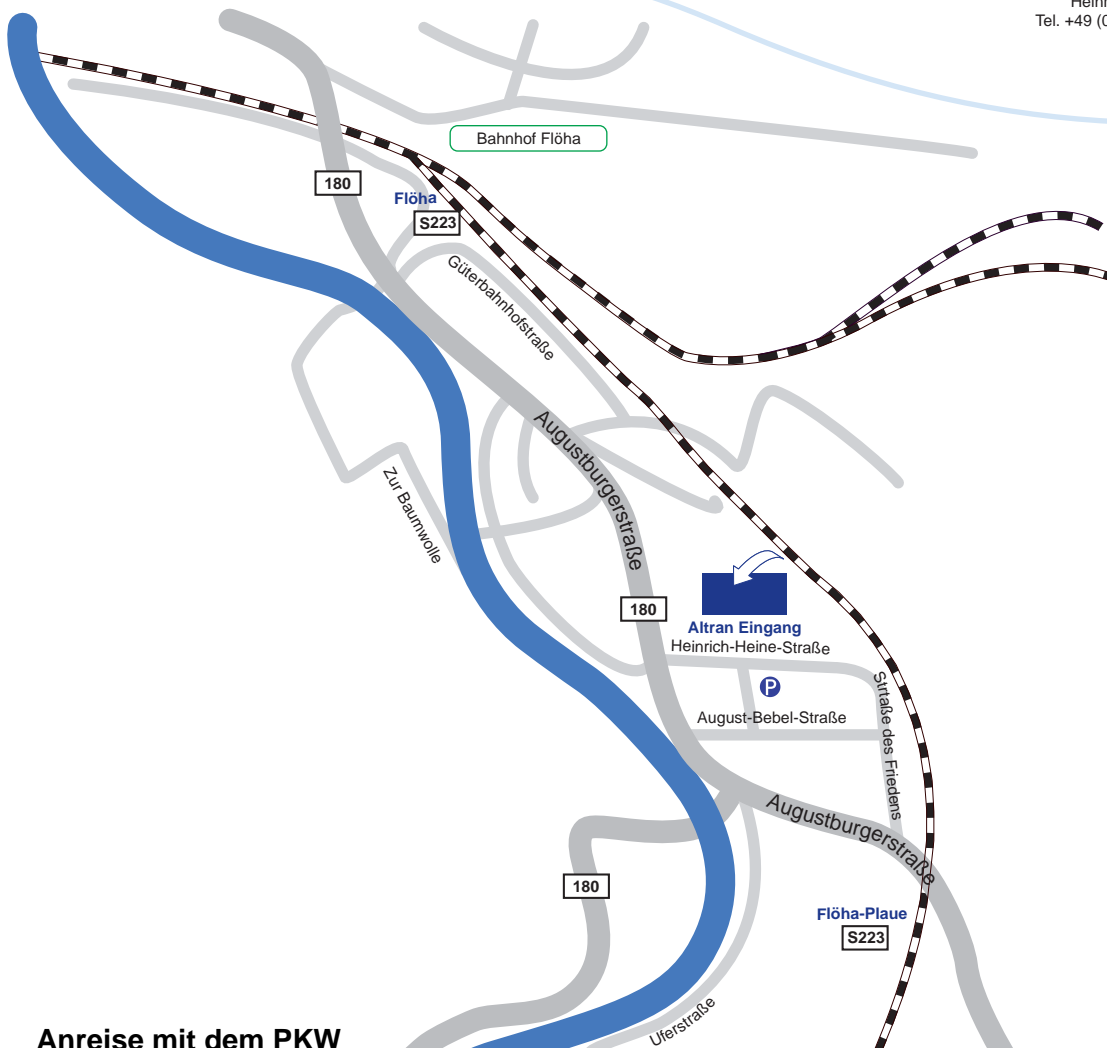 Heinr
Tel. +49 (0
Bahnhof Flöha
180
Flöha
S223
Güterbahnhofstraße
Augustburgerstraße
Zur Baumwolle
180
Altran Eingang
Heinrich-Heine-Straße
P
Strtaße des Friedens
August-Bebel-Straße
Augustburgerstraße
180
Flöha-Plaue
S223
Uferstraße
Anreise mit dem PKW